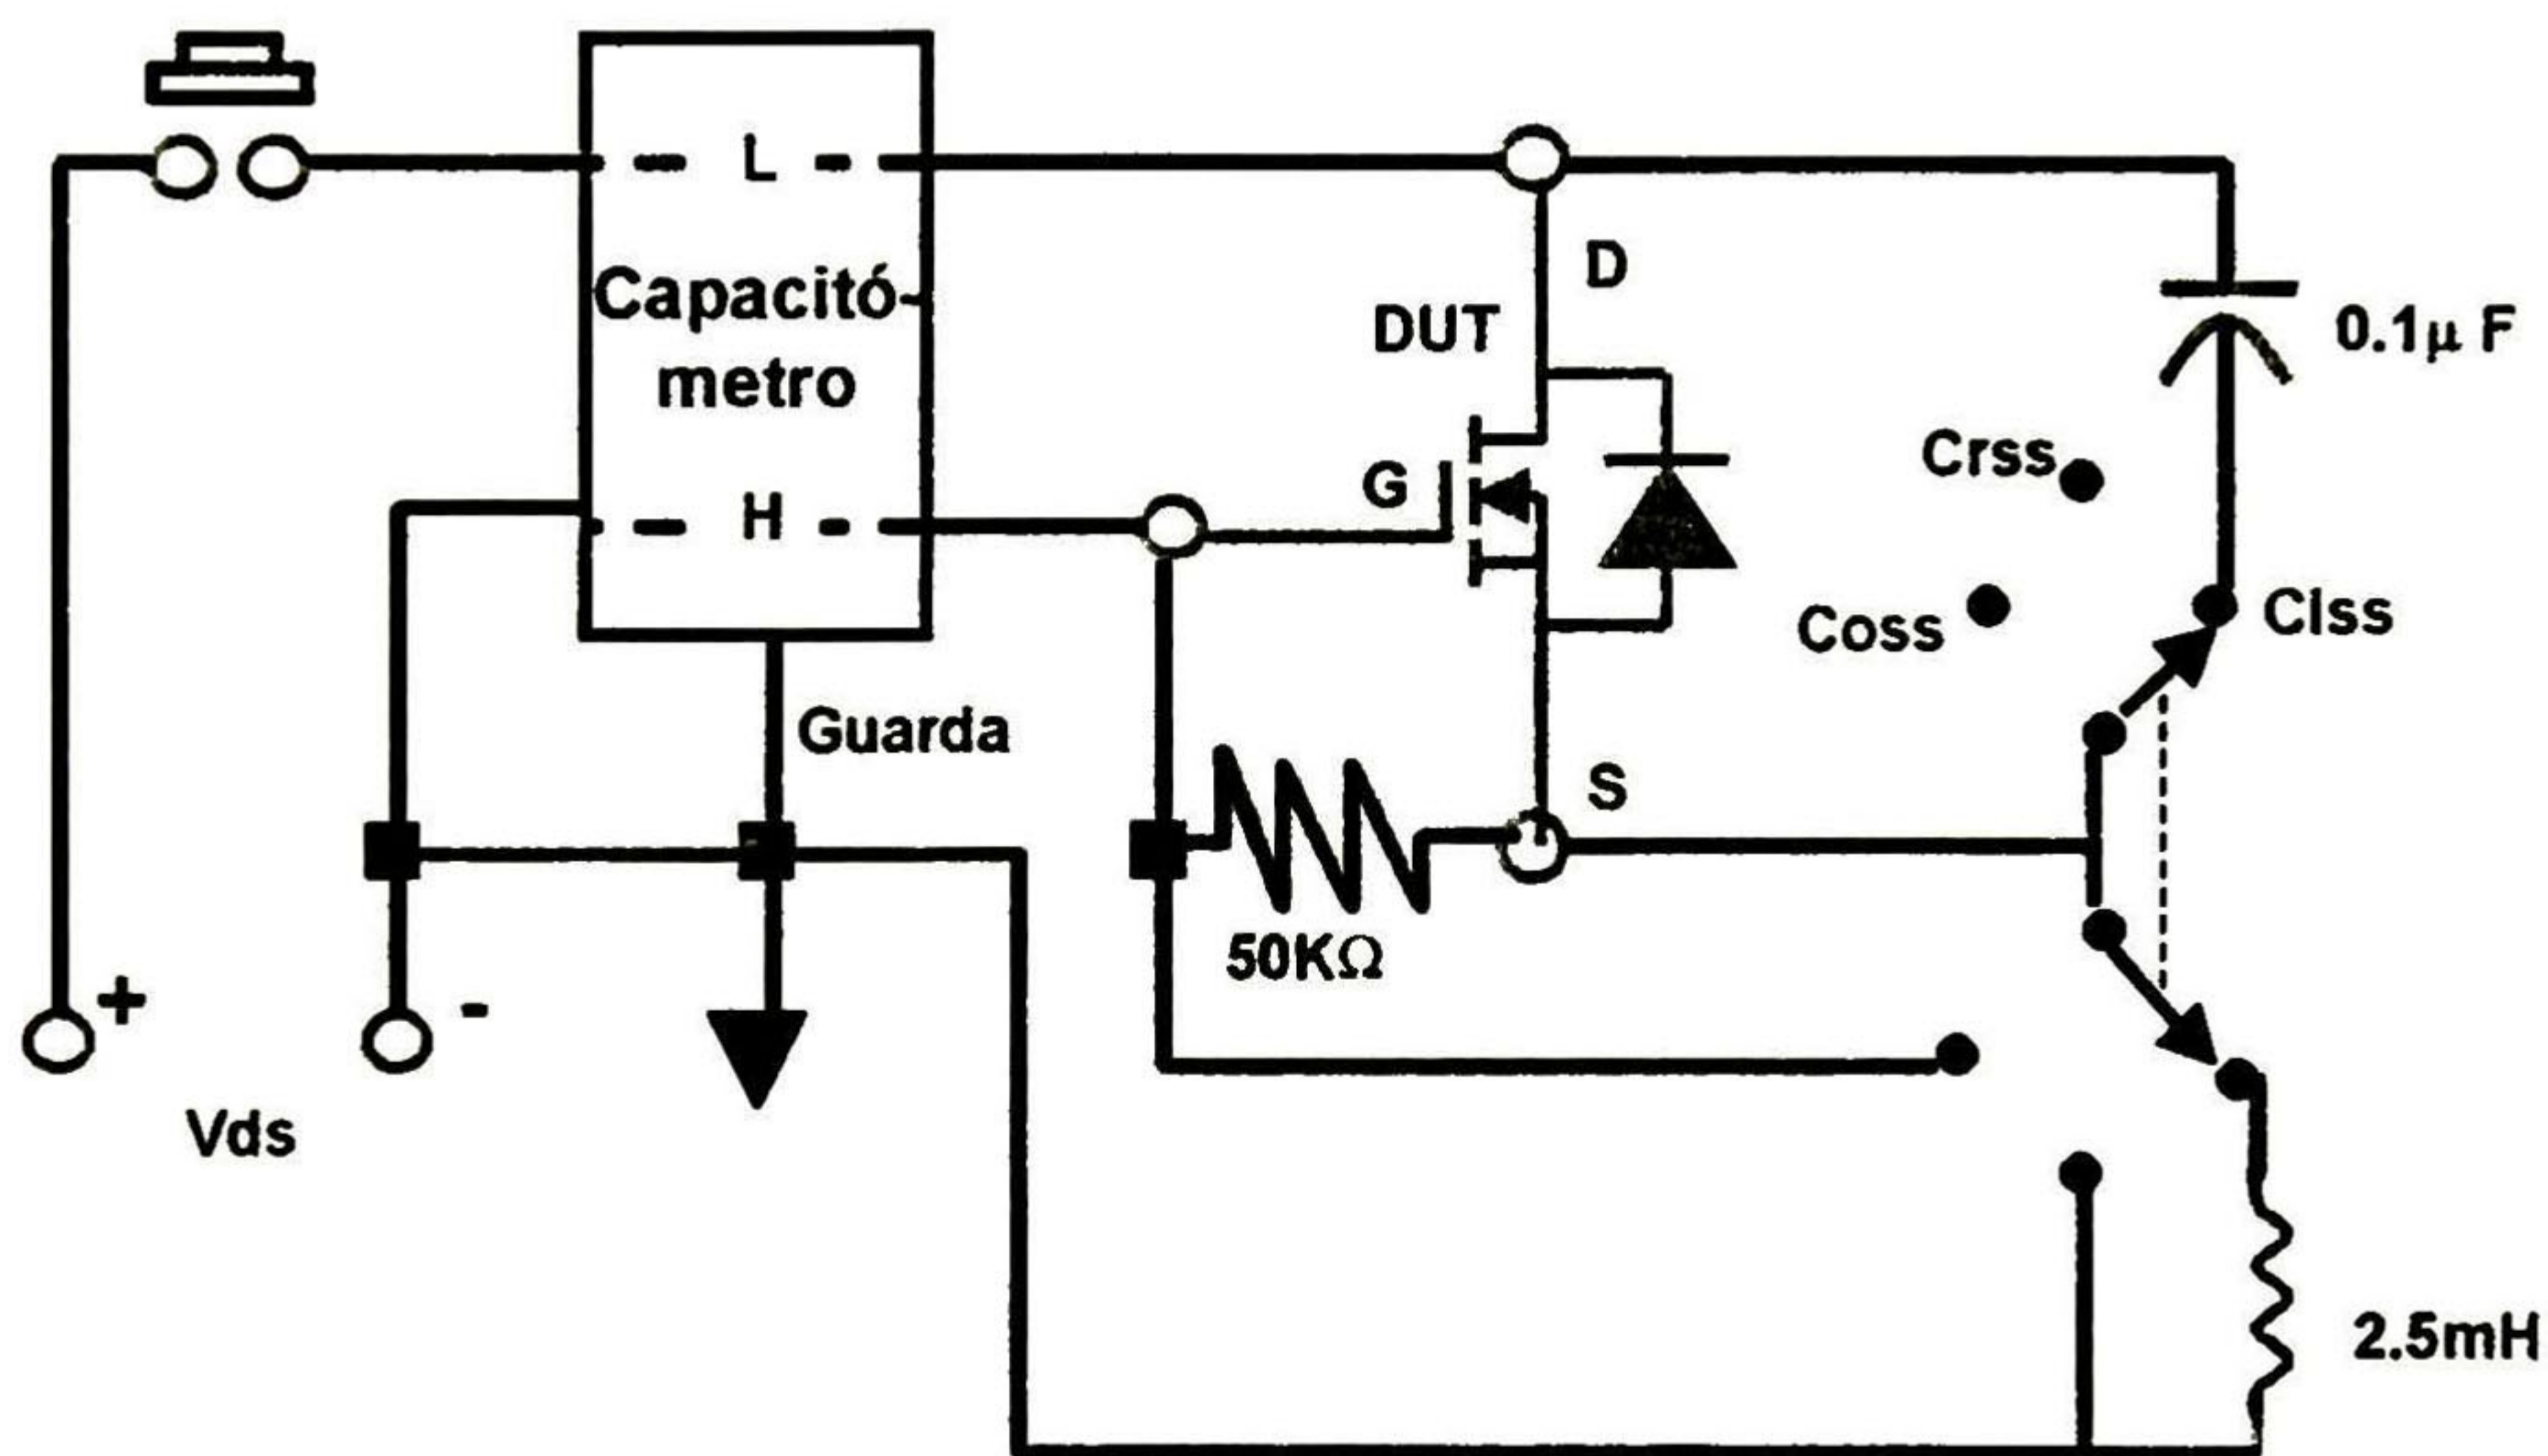 L
Capacitó-
metro
H
Guarda
D
DUT
G
S
0.1μ F
Crss
Coss
CIss
50KΩ
+
-
Vds
2.5mH